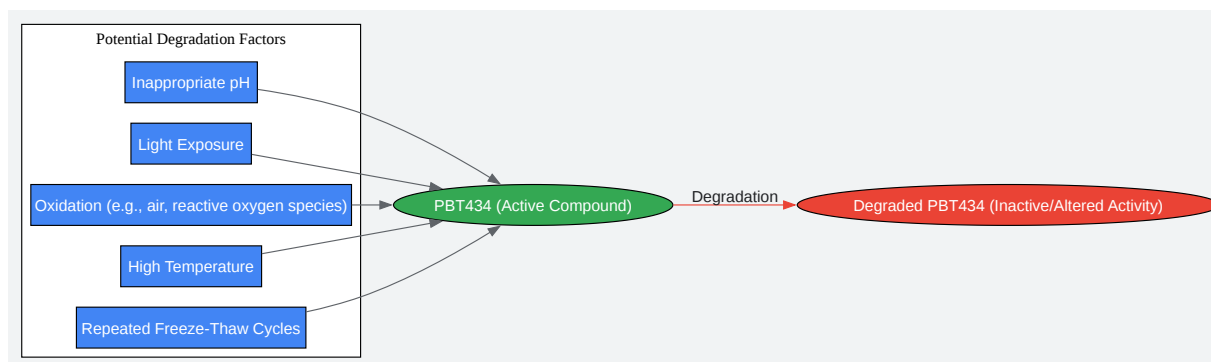 Potential Degradation Factors
Inappropriate pH
Light Exposure
Oxidation (e.g., air, reactive oxygen species)
High Temperature
Repeated Freeze-Thaw Cycles
PBT434 (Active Compound)
Degradation
Degraded PBT434 (Inactive/Altered Activity)